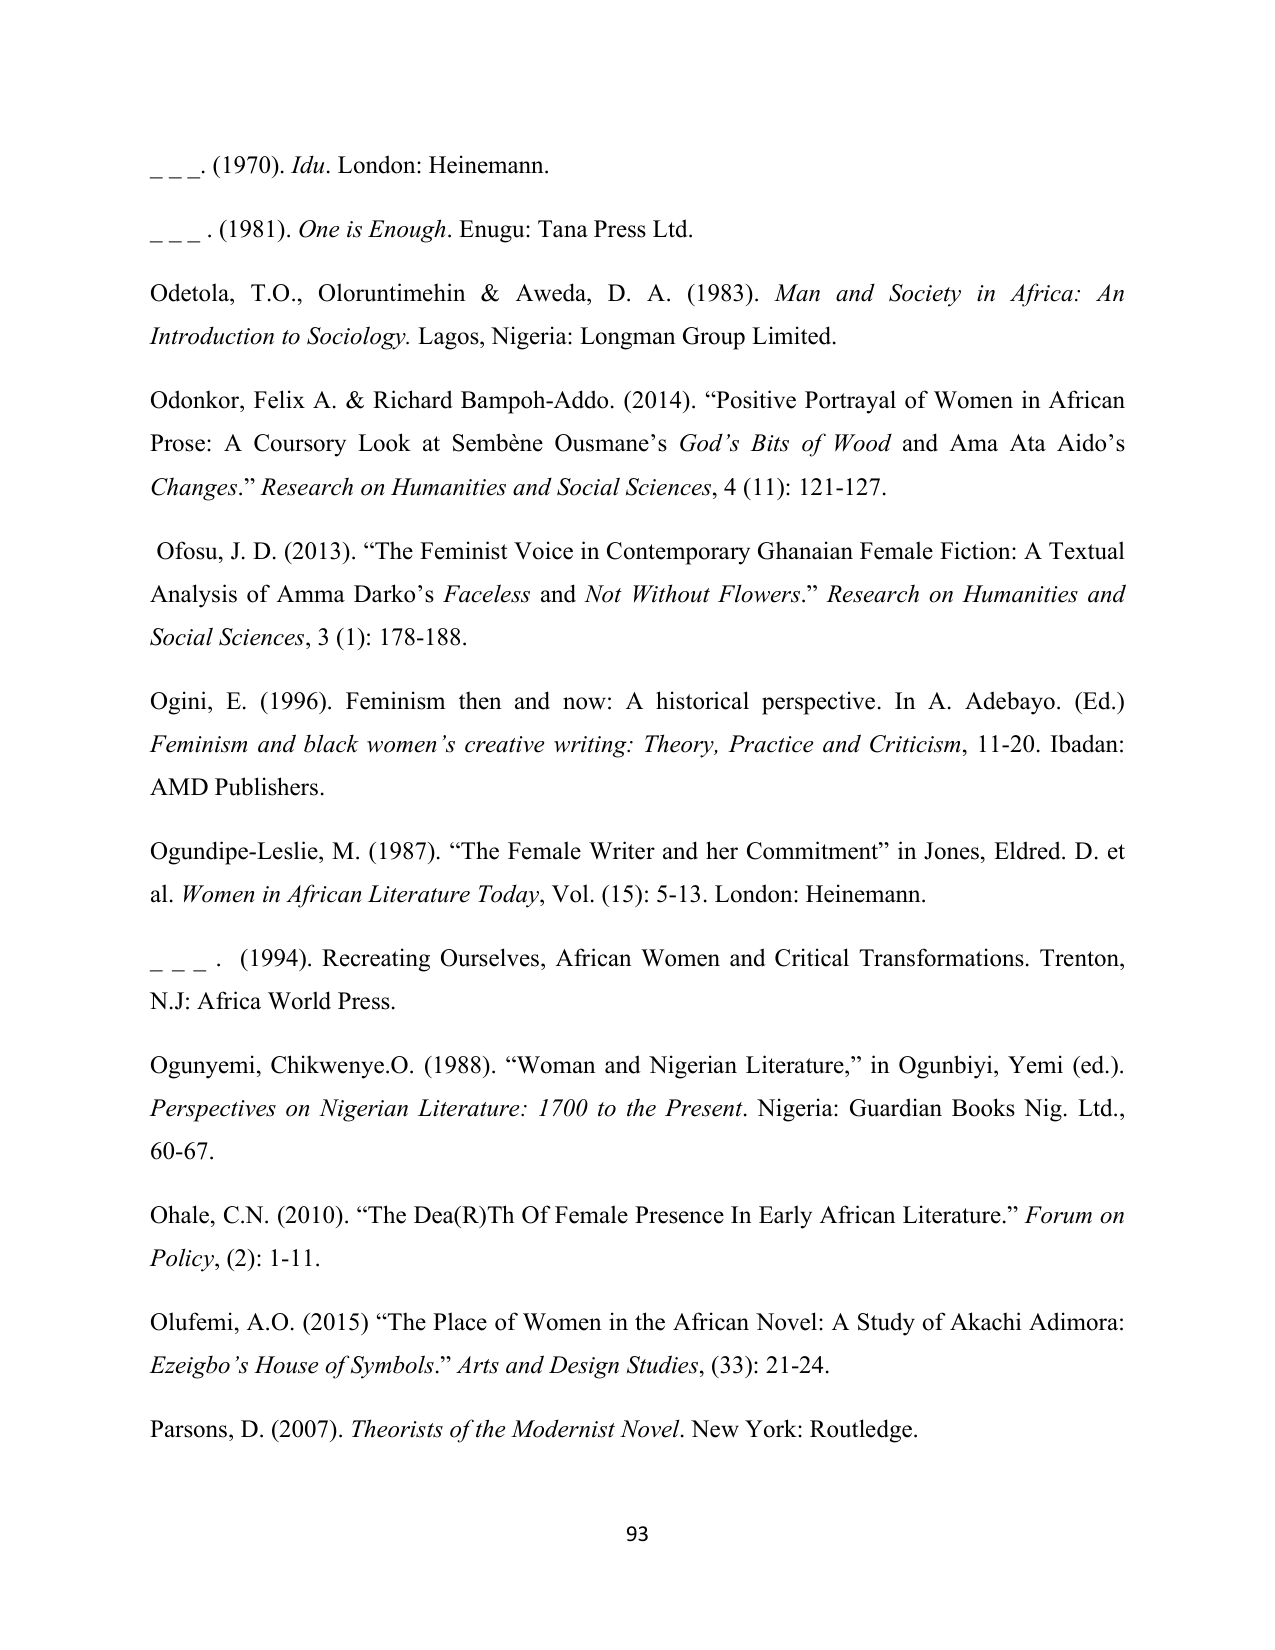 _ _ _. (1970). Idu. London: Heinemann.
_ _ _ . (1981). One is Enough. Enugu: Tana Press Ltd.
Odetola, T.O., Oloruntimehin & Aweda, D. A. (1983). Man and Society in Africa: An
Introduction to Sociology. Lagos, Nigeria: Longman Group Limited.
Odonkor, Felix A. & Richard Bampoh-Addo. (2014). “Positive Portrayal of Women in African
Prose: A Coursory Look at Sembène Ousmane’s God’s Bits of Wood and Ama Ata Aido’s
Changes.” Research on Humanities and Social Sciences, 4 (11): 121-127.
Ofosu, J. D. (2013). “The Feminist Voice in Contemporary Ghanaian Female Fiction: A Textual
Analysis of Amma Darko’s Faceless and Not Without Flowers.” Research on Humanities and
Social Sciences, 3 (1): 178-188.
Ogini, E. (1996). Feminism then and now: A historical perspective. In A. Adebayo. (Ed.)
Feminism and black women’s creative writing: Theory, Practice and Criticism, 11-20. Ibadan:
AMD Publishers.
Ogundipe-Leslie, M. (1987). “The Female Writer and her Commitment” in Jones, Eldred. D. et
al. Women in African Literature Today, Vol. (15): 5-13. London: Heinemann.
_ _ _ . (1994). Recreating Ourselves, African Women and Critical Transformations. Trenton,
N.J: Africa World Press.
Ogunyemi, Chikwenye.O. (1988). “Woman and Nigerian Literature,” in Ogunbiyi, Yemi (ed.).
Perspectives on Nigerian Literature: 1700 to the Present. Nigeria: Guardian Books Nig. Ltd.,
60-67.
Ohale, C.N. (2010). “The Dea(R)Th Of Female Presence In Early African Literature.” Forum on
Policy, (2): 1-11.
Olufemi, A.O. (2015) “The Place of Women in the African Novel: A Study of Akachi Adimora:
Ezeigbo’s House of Symbols.” Arts and Design Studies, (33): 21-24.
Parsons, D. (2007). Theorists of the Modernist Novel. New York: Routledge.
93